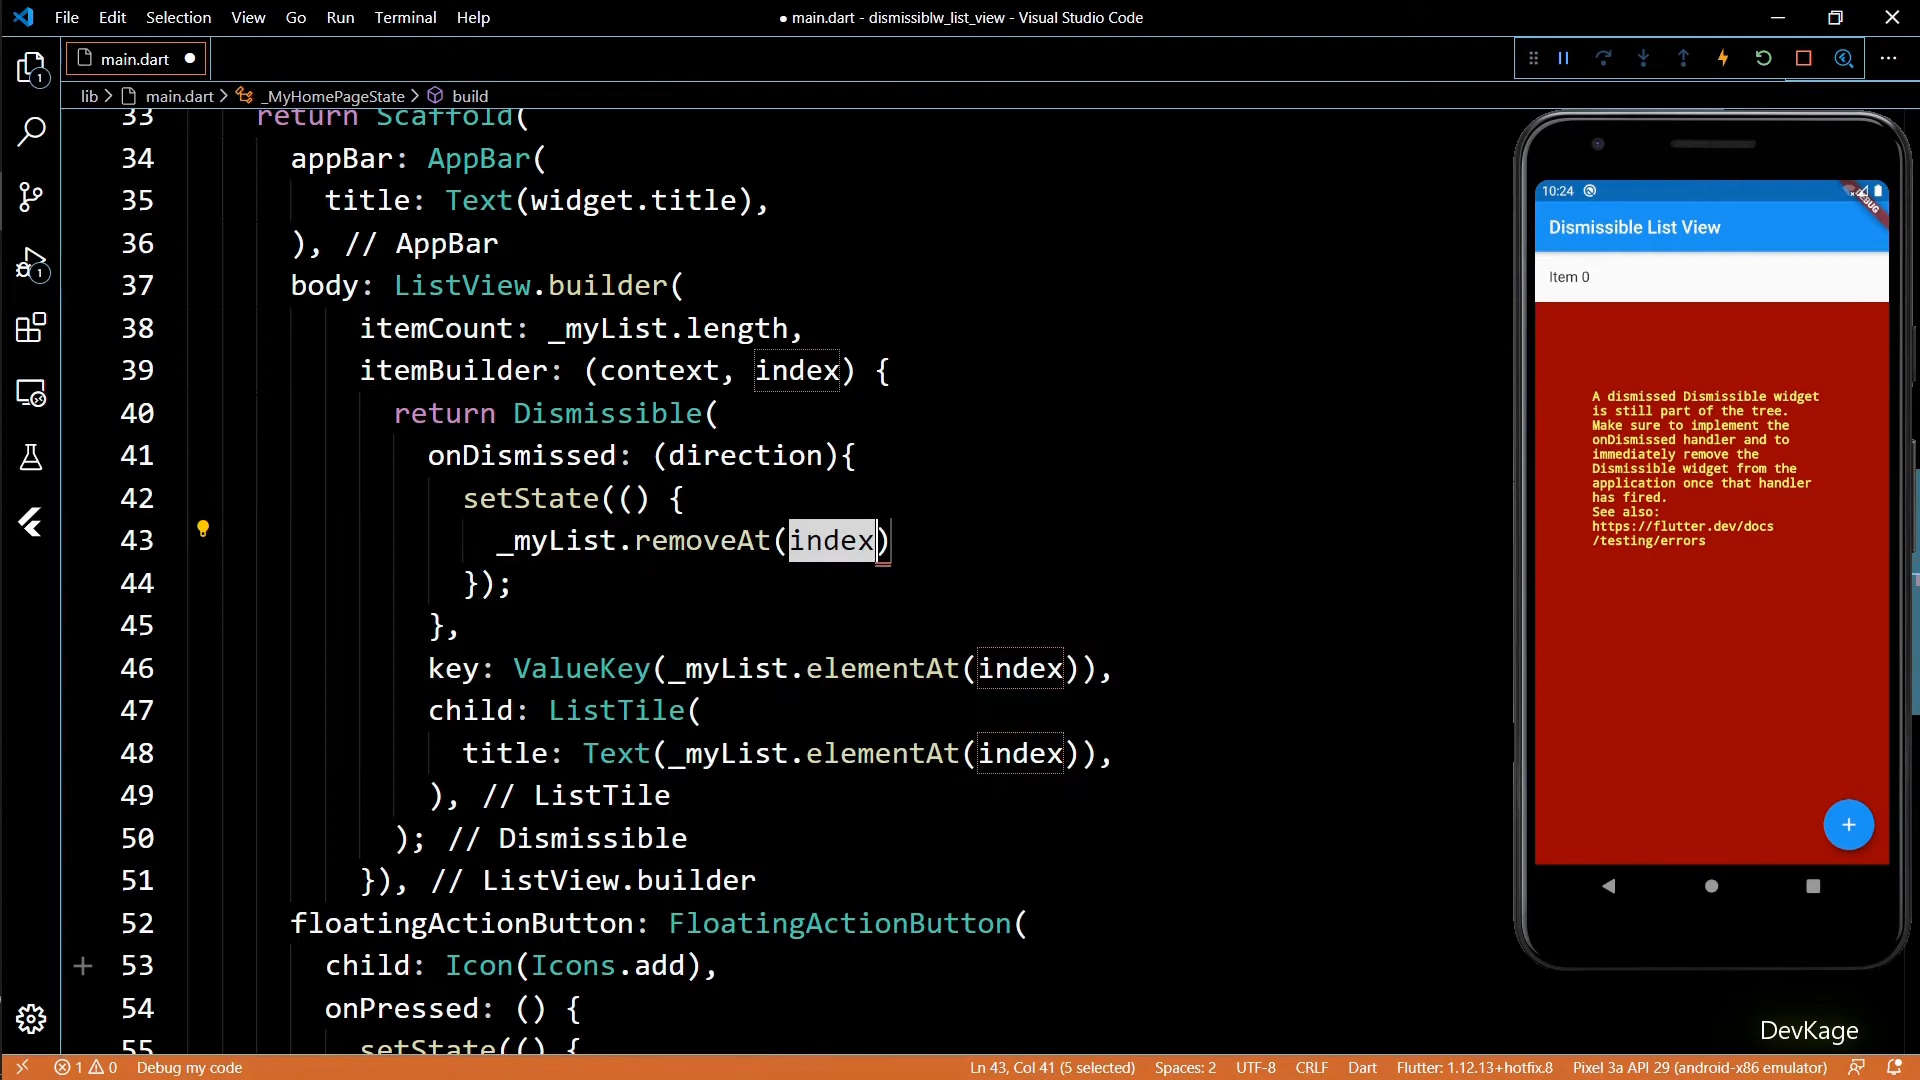 File Edit Selection View Go Run Terminal Help
● main.dart - dismissiblw_list_view - Visual Studio Code
main.dart ●
lib > main.dart > _MyHomePageState > build
33 return Scaffold(
34 appBar: AppBar(
35 title: Text(widget.title),
36 ), // AppBar
37 body: ListView.builder(
38 itemCount: _myList.length,
39 itemBuilder: (context, index) {
40 return Dismissible(
41 onDismissed: (direction){
42 setState(() {
43 _myList.removeAt(index)
44 });
45 },
46 key: ValueKey(_myList.elementAt(index)),
47 child: ListTile(
48 title: Text(_myList.elementAt(index)),
49 ), // ListTile
50 ); // Dismissible
51 }), // ListView.builder
52 floatingActionButton: FloatingActionButton(
53 child: Icon(Icons.add),
54 onPressed: () {
55 setState(() {
1
1
10:24
DEBUG
Dismissible List View
Item 0
A dismissed Dismissible widget
is still part of the tree.
Make sure to implement the
onDismissed handler and to
immediately remove the
Dismissible widget from the
application once that handler
has fired.
See also:
https://flutter.dev/docs
/testing/errors
+
DevKage
1 0 Debug my code
Ln 43, Col 41 (5 selected) Spaces: 2 UTF-8 CRLF Dart Flutter: 1.12.13+hotfix.8 Pixel 3a API 29 (android-x86 emulator)